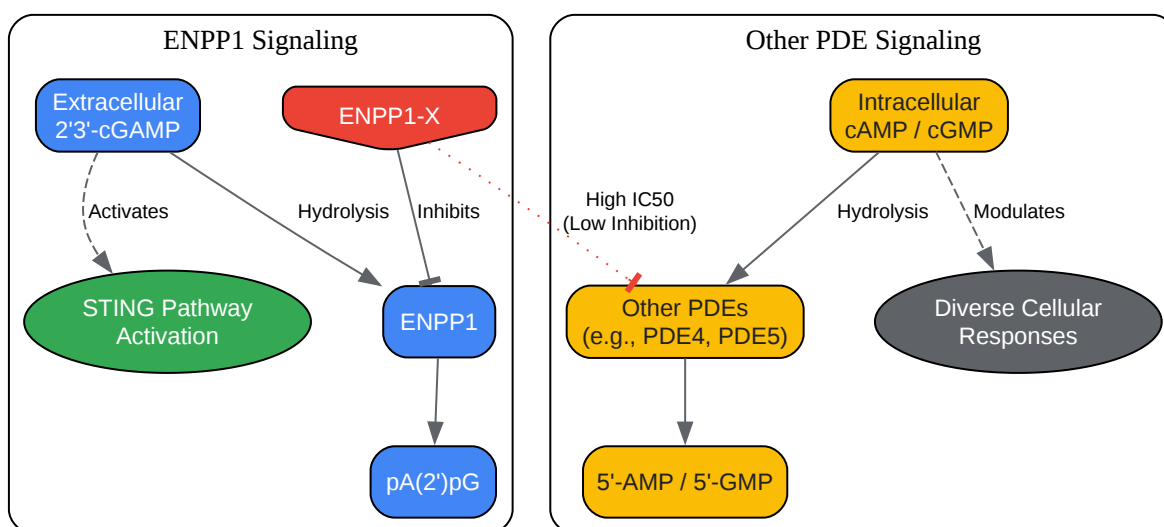 ENPP1 Signaling
Extracellular
2'3'-cGAMP
ENPP1-X
Activates
Hydrolysis
Inhibits
STING Pathway
Activation
ENPP1
pA(2')pG
Other PDE Signaling
Intracellular
cAMP / cGMP
High IC50
(Low Inhibition)
Hydrolysis
Modulates
Other PDEs
(e.g., PDE4, PDE5)
Diverse Cellular
Responses
5'-AMP / 5'-GMP